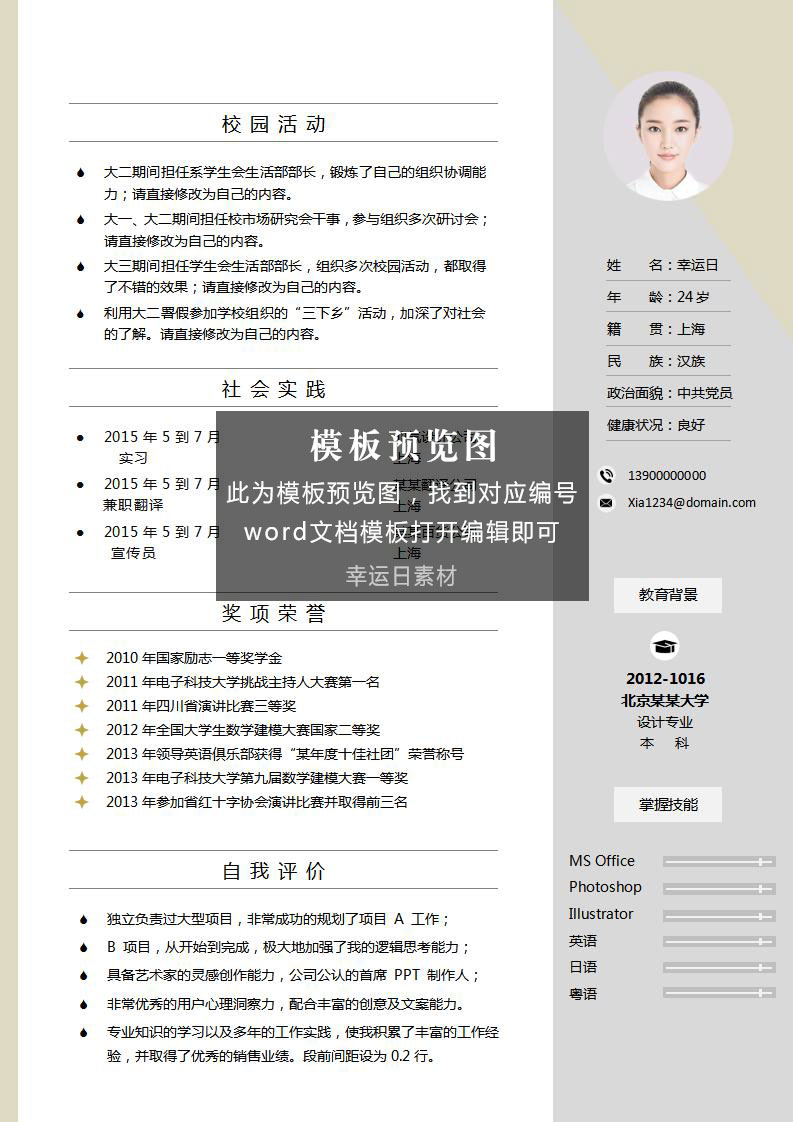 校园活动
大二期间担任系学生会生活部部长，锻炼了自己的组织协调能
力；请直接修改为自己的内容。
大一、大二期间担任校市场研究会干事，参与组织多次研讨会；
请直接修改为自己的内容。
大三期间担任学生会生活部部长，组织多次校园活动，都取得
了不错的效果；请直接修改为自己的内容。
利用大二署假参加学校组织的“三下乡”活动，加深了对社会
的了解。请直接修改为自己的内容。
社会实践
2015 年 5 到 7 月
实习
上海
2015 年 5 到 7 月 某某翻译公司
兼职翻译 上海
2015 年 5 到 7 月
宣传员 上海
模板预览图
此为模板预览图，找到对应编号
word文档模板打开编辑即可
幸运日素材
奖项荣誉
2010 年国家励志一等奖学金
2011 年电子科技大学挑战主持人大赛第一名
2011 年四川省演讲比赛三等奖
2012 年全国大学生数学建模大赛国家二等奖
2013 年领导英语俱乐部获得“某年度十佳社团”荣誉称号
2013 年电子科技大学第九届数学建模大赛一等奖
2013 年参加省红十字协会演讲比赛并取得前三名
自我评价
独立负责过大型项目，非常成功的规划了项目 A 工作；
B 项目，从开始到完成，极大地加强了我的逻辑思考能力；
具备艺术家的灵感创作能力，公司公认的首席 PPT 制作人；
非常优秀的用户心理洞察力，配合丰富的创意及文案能力。
专业知识的学习以及多年的工作实践，使我积累了丰富的工作经
验，并取得了优秀的销售业绩。段前间距设为 0.2 行。
姓 名：幸运日
年 龄：24 岁
籍 贯：上海
民 族：汉族
政治面貌：中共党员
健康状况：良好
13900000000
Xia1234@domain.com
教育背景
2012-1016
北京某某大学
设计专业
本 科
掌握技能
MS Office
Photoshop
Illustrator
英语
日语
粤语